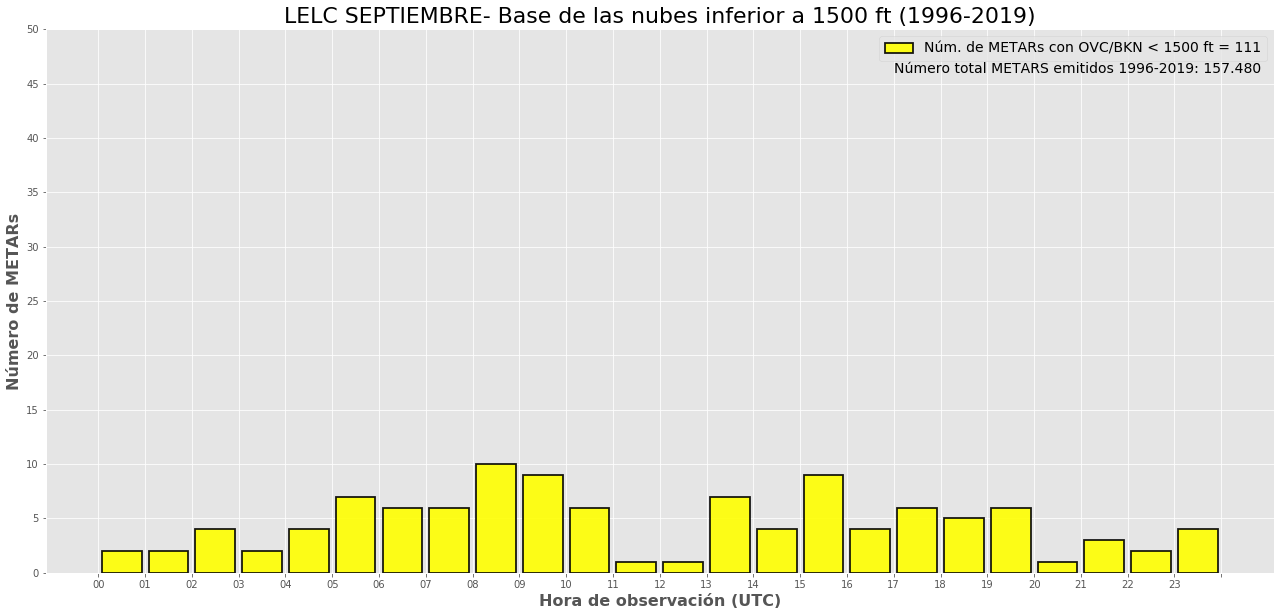 LELC SEPTIEMBRE- Base de las nubes inferior a 1500 ft (1996-2019)
Núm. de METARs con OVC/BKN < 1500 ft = 111
Número total METARS emitidos 1996-2019: 157.480
Número de METARs
50
45
40
35
30
25
20
15
10
5
0
00 01 02 03 04 05 06 07 08 09 10 11 12 13 14 15 16 17 18 19 20 21 22 23
Hora de observación (UTC)